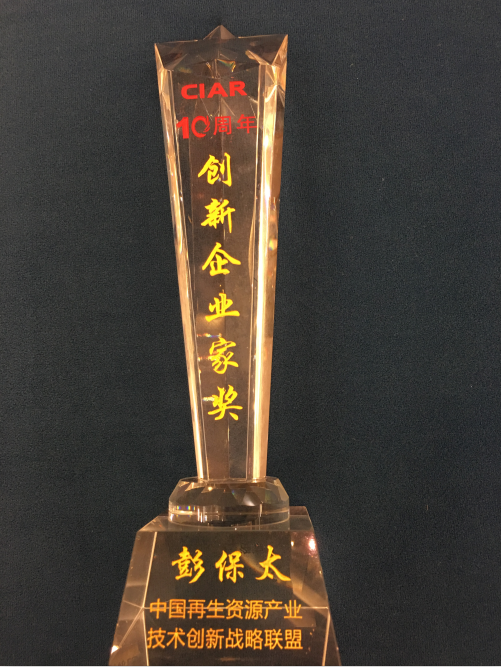 CIAR
10周年
创新企业家奖
彭保太
中国再生资源产业
技术创新战略联盟